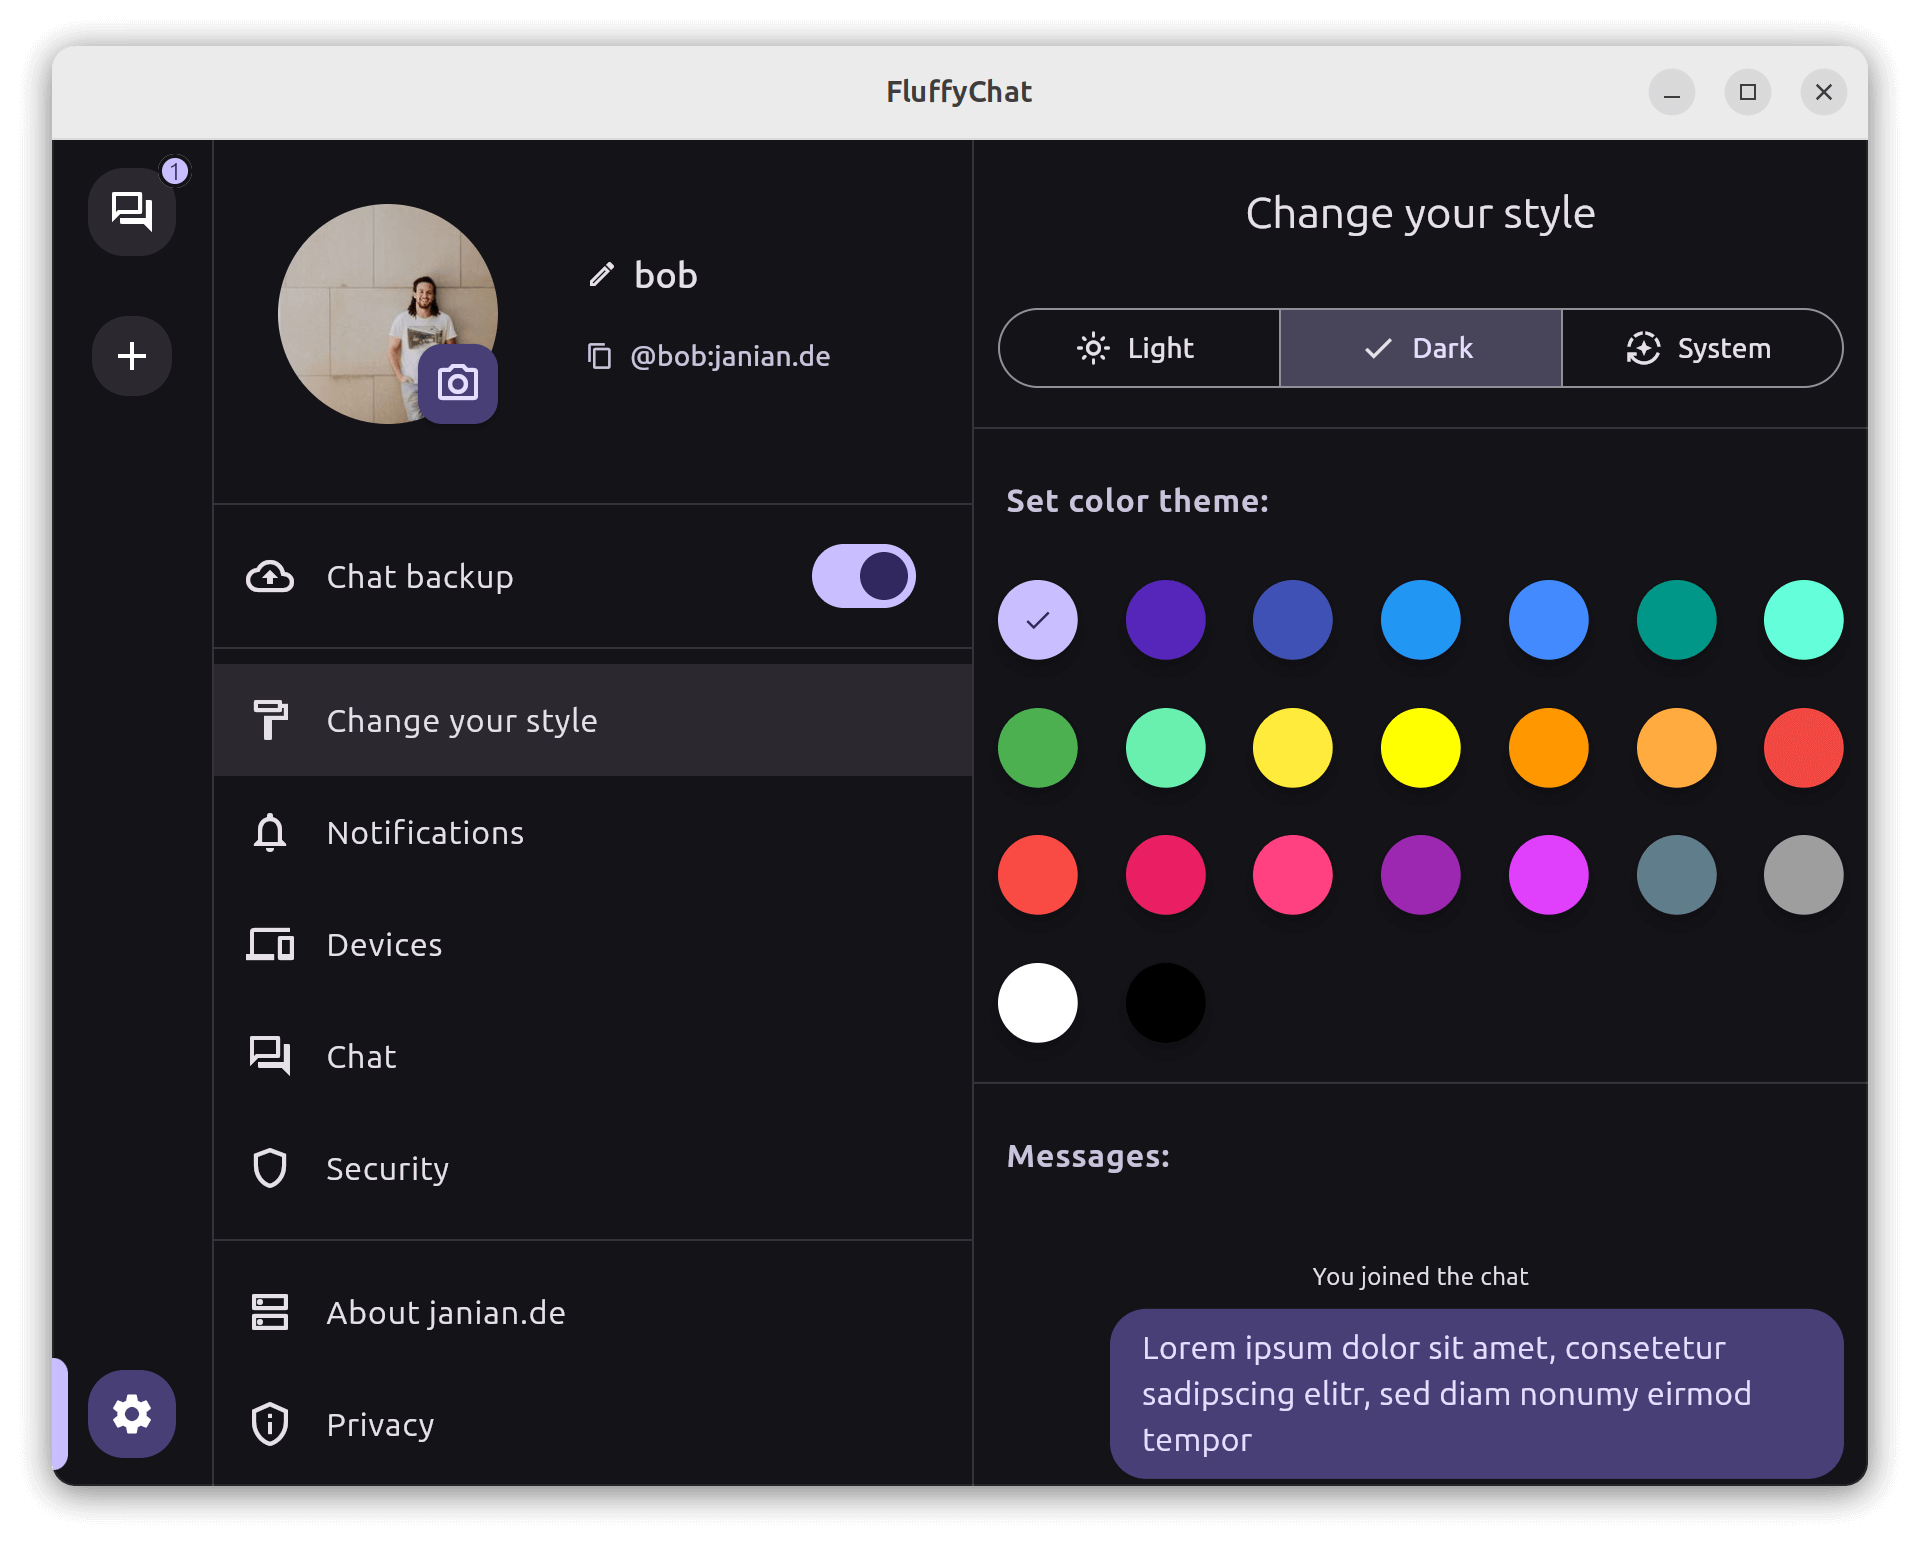 FluffyChat
1
bob
@bob:janian.de
Chat backup
Change your style
Notifications
Devices
Chat
Security
About janian.de
Privacy
Change your style
Light
Dark
System
Set color theme:
Messages:
You joined the chat
Lorem ipsum dolor sit amet, consetetur
sadipscing elitr, sed diam nonumy eirmod
tempor